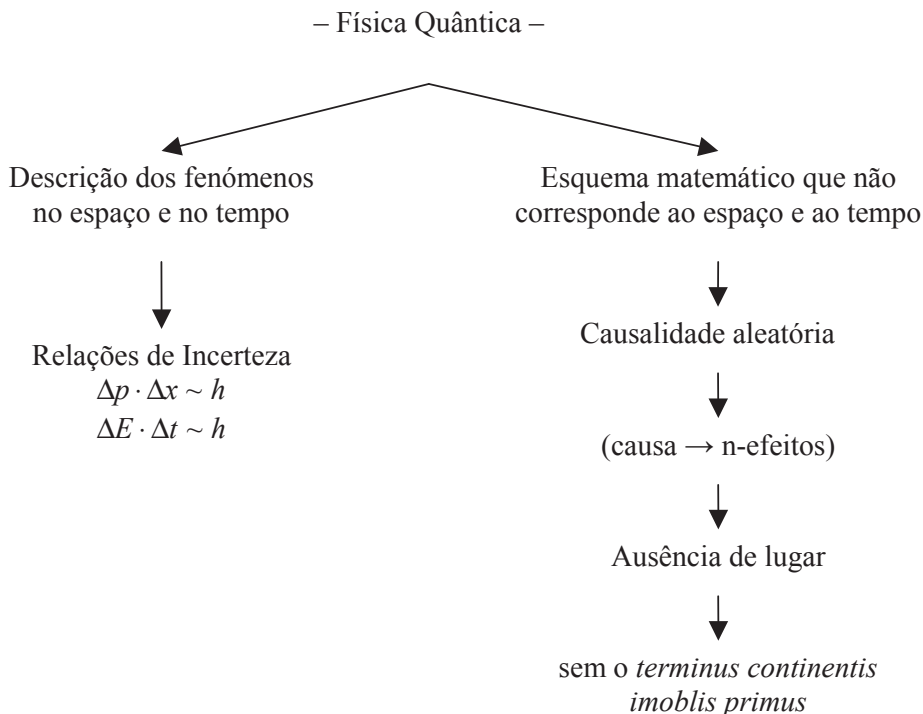 – Física Quântica –
Descrição dos fenómenos
no espaço e no tempo
Relações de Incerteza
Δp · Δx ~ h
ΔE · Δt ~ h
Esquema matemático que não
corresponde ao espaço e ao tempo
Causalidade aleatória
(causa → n-efeitos)
Ausência de lugar
sem o terminus continentis
imoblis primus